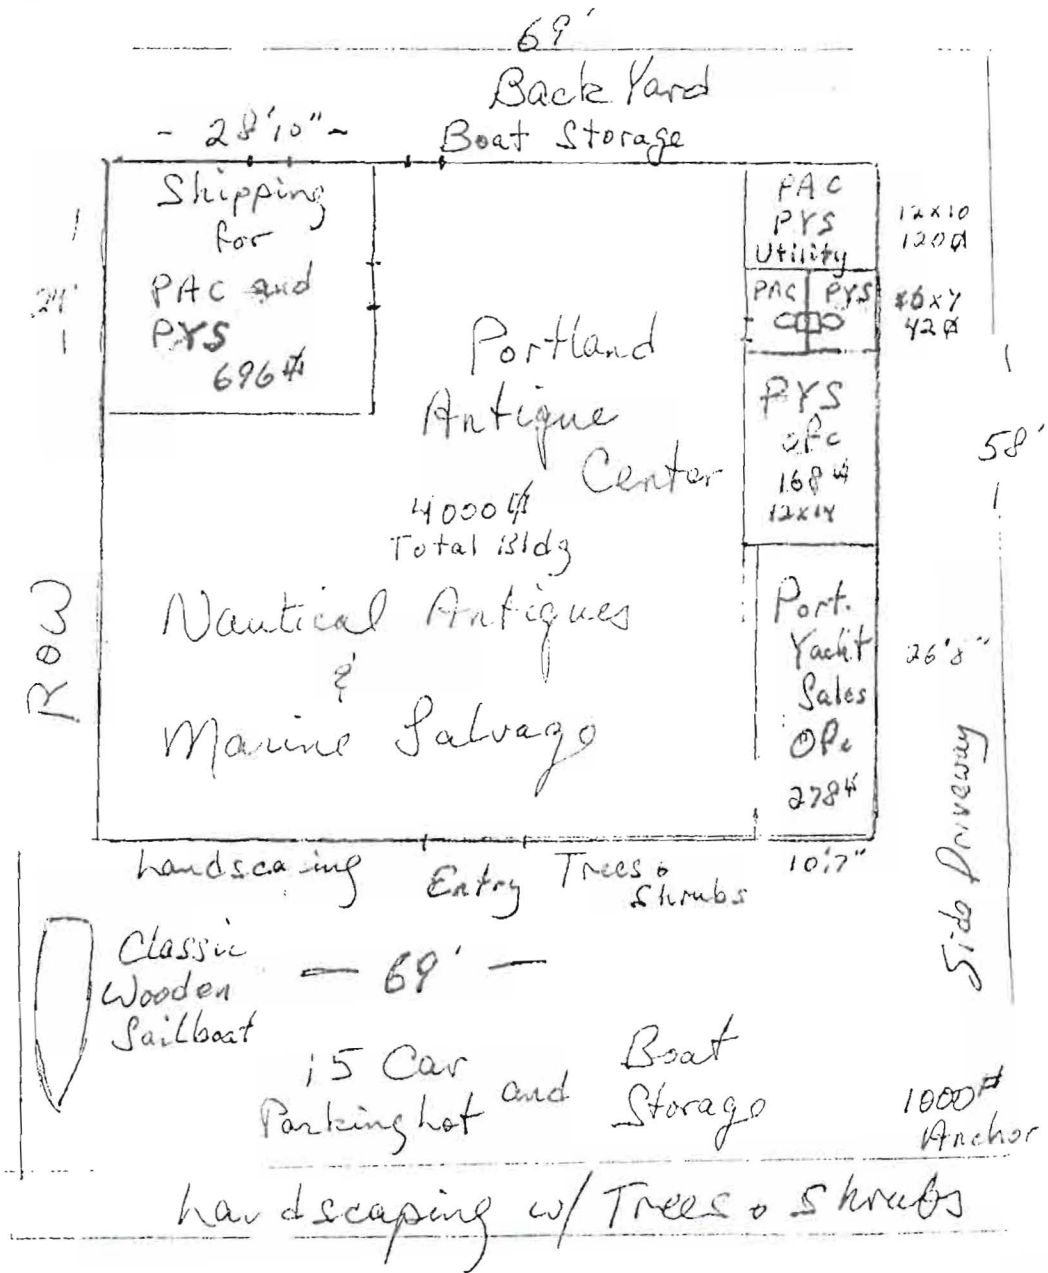 69'
Back Yard
Boat Storage
- 28'10" -
Shipping
for
PAC and
PYS
696#
24'
PAC
PYS
Utility
12x10
120#
PAC PYS
6x7
42#
Portland
Antique
Center
4000#
Total Bldg
PYS
ofc
168#
12x14
58'
Nautical Antiques
&
Marine Salvage
ROW
Port.
Yacht
Sales
Ofc
278#
26'8"
Side Driveway
Landscaping
Entry
Trees &
Shrubs
10'7"
Classic
Wooden
Sailboat
— 69' —
15 Car
Parking Lot
and
Boat
Storage
1000#
Anchor
Landscaping w/ Trees & Shrubs